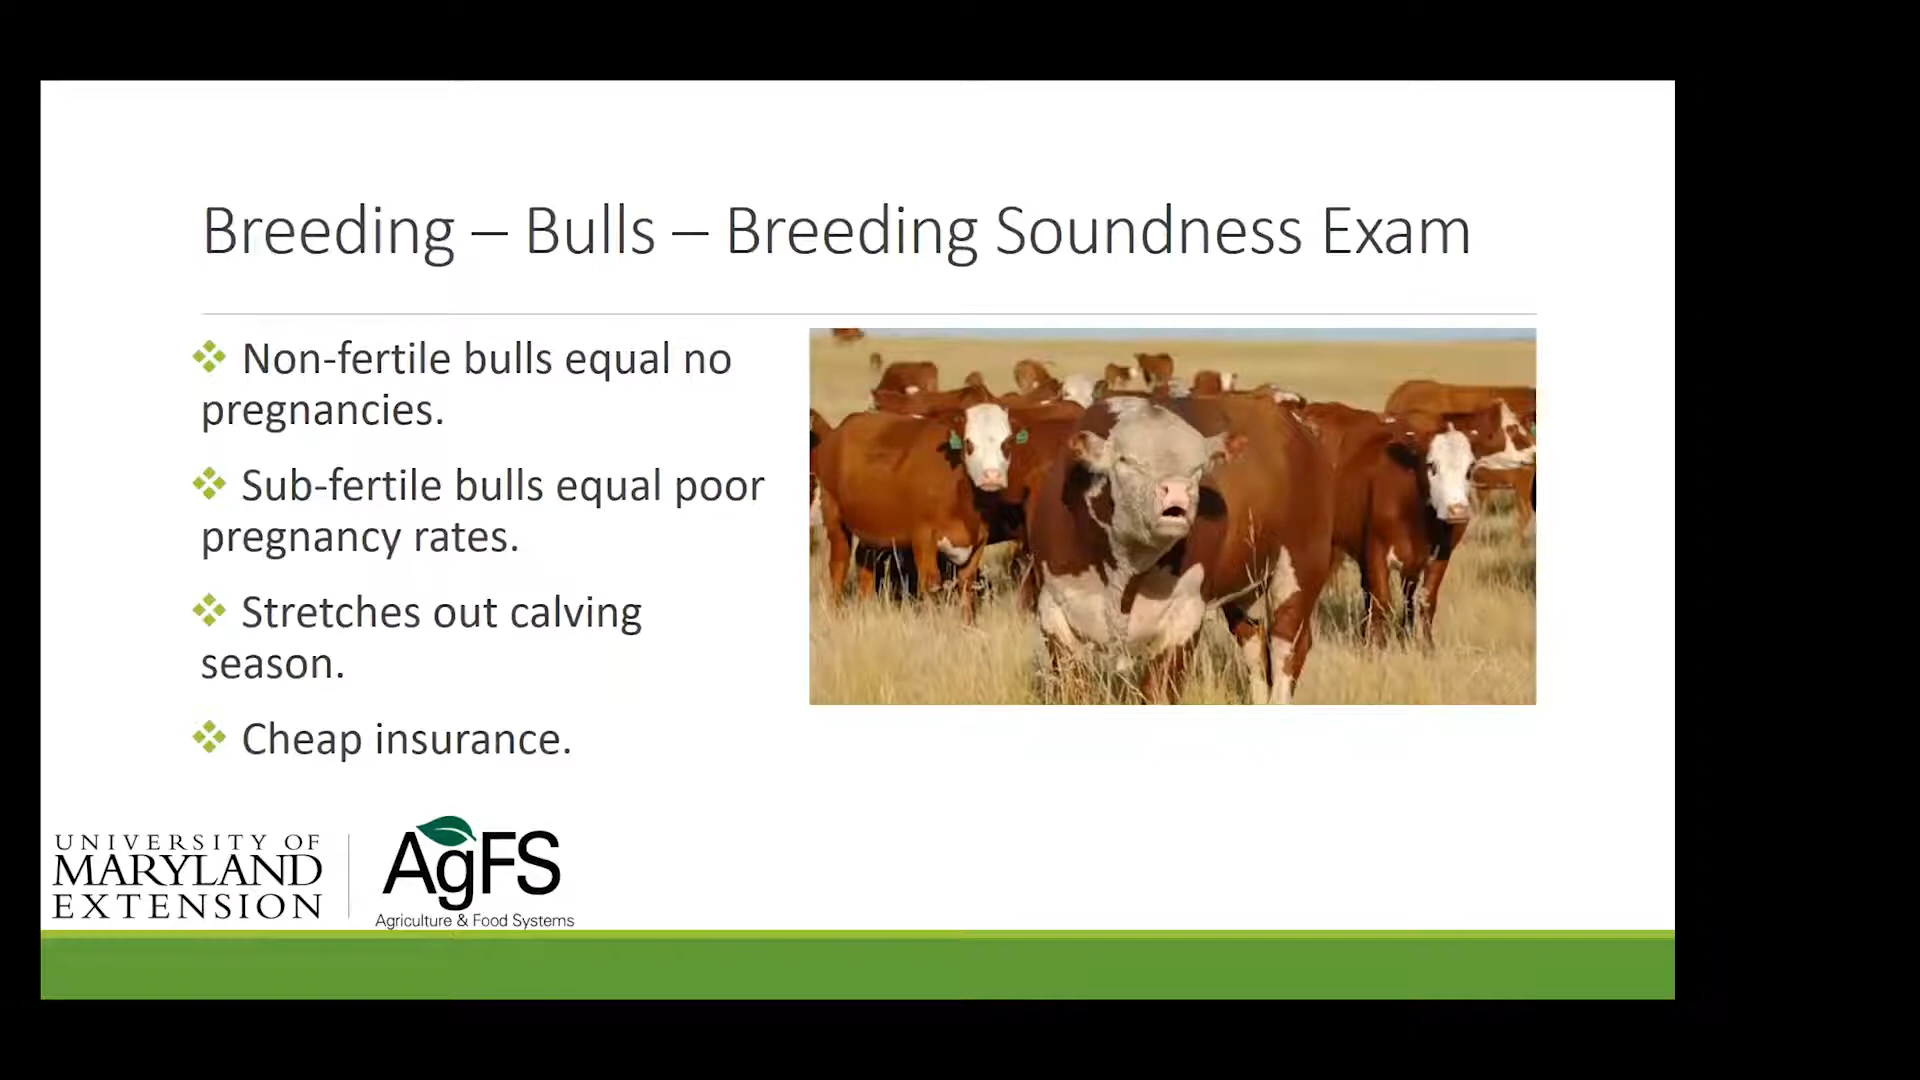 Breeding – Bulls – Breeding Soundness Exam
Non-fertile bulls equal no
pregnancies.
Sub-fertile bulls equal poor
pregnancy rates.
Stretches out calving
season.
Cheap insurance.
UNIVERSITY OF
MARYLAND
EXTENSION
AgFS
Agriculture & Food Systems